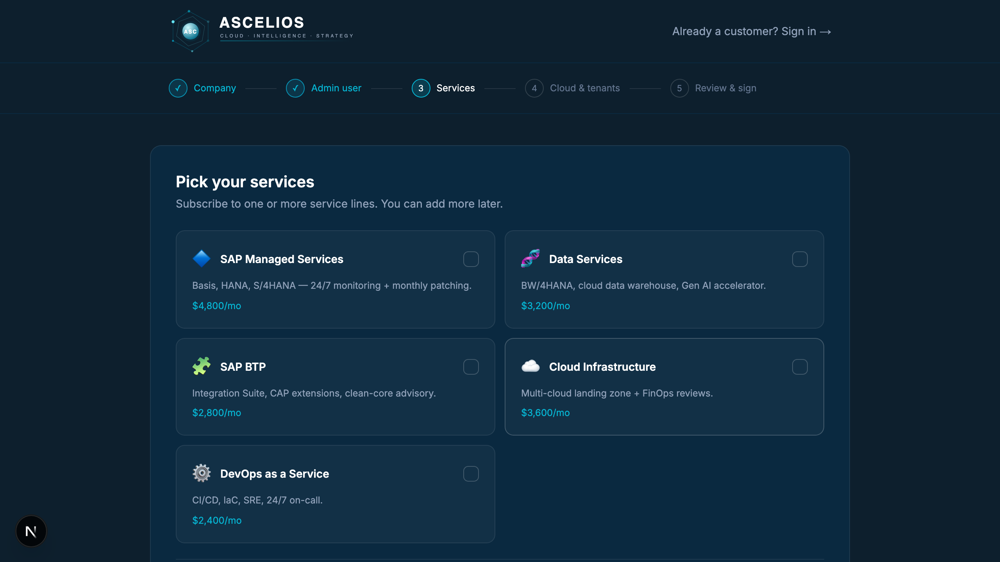 ASC
ASCELIOS
CLOUD · INTELLIGENCE · STRATEGY
Already a customer? Sign in →
✓ Company
✓ Admin user
3 Services
4 Cloud & tenants
5 Review & sign
Pick your services
Subscribe to one or more service lines. You can add more later.
SAP Managed Services
Basis, HANA, S/4HANA — 24/7 monitoring + monthly patching.
$4,800/mo
Data Services
BW/4HANA, cloud data warehouse, Gen AI accelerator.
$3,200/mo
SAP BTP
Integration Suite, CAP extensions, clean-core advisory.
$2,800/mo
Cloud Infrastructure
Multi-cloud landing zone + FinOps reviews.
$3,600/mo
DevOps as a Service
CI/CD, IaC, SRE, 24/7 on-call.
$2,400/mo
N